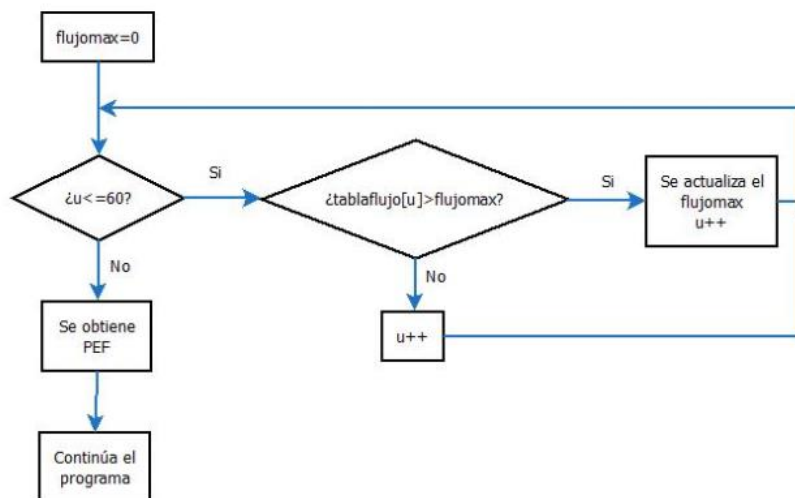 flujomax=0
¿u<=60?
Si
¿tablaflujo[u]>flujomax?
Si
Se actualiza el
flujomax
u++
No
No
Se obtiene
PEF
u++
Continúa el
programa